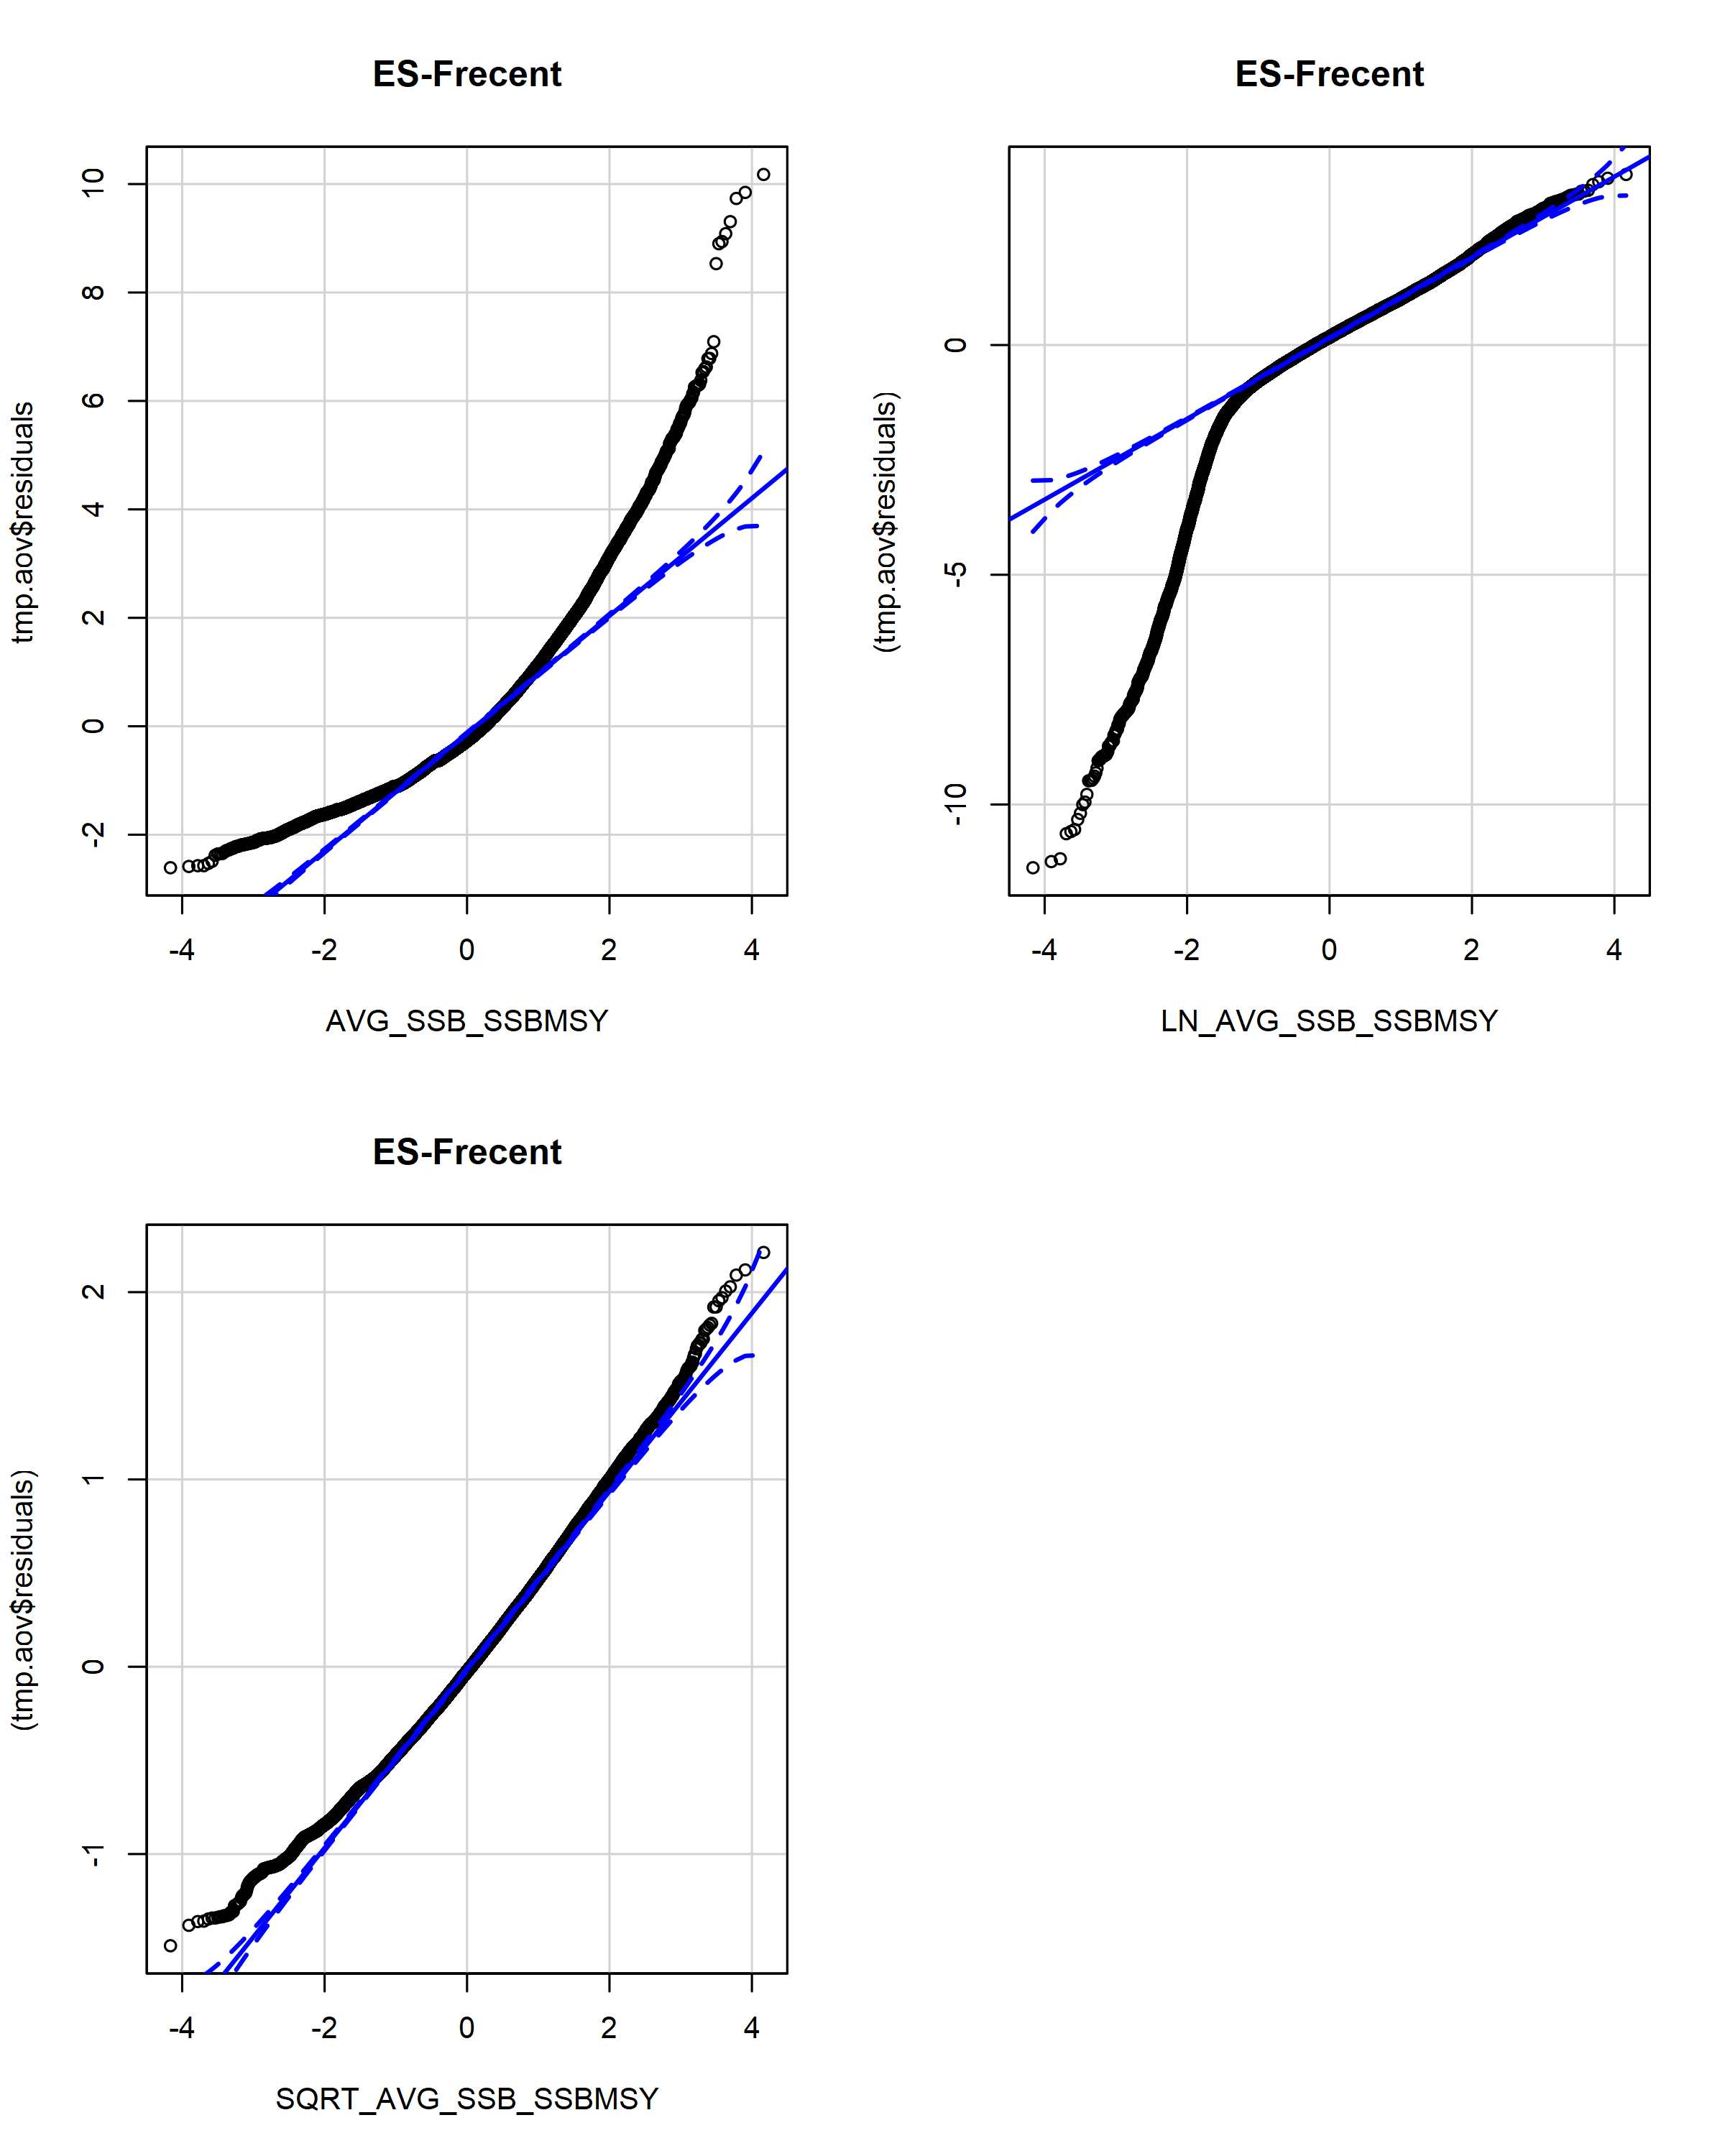 ES-Frecent
tmp.aov$residuals
10
8
6
4
2
0
-2
-4 -2 0 2 4
AVG_SSB_SSBMSY
ES-Frecent
(tmp.aov$residuals)
0
-5
-10
-4 -2 0 2 4
LN_AVG_SSB_SSBMSY
ES-Frecent
(tmp.aov$residuals)
2
1
0
-1
-4 -2 0 2 4
SQRT_AVG_SSB_SSBMSY